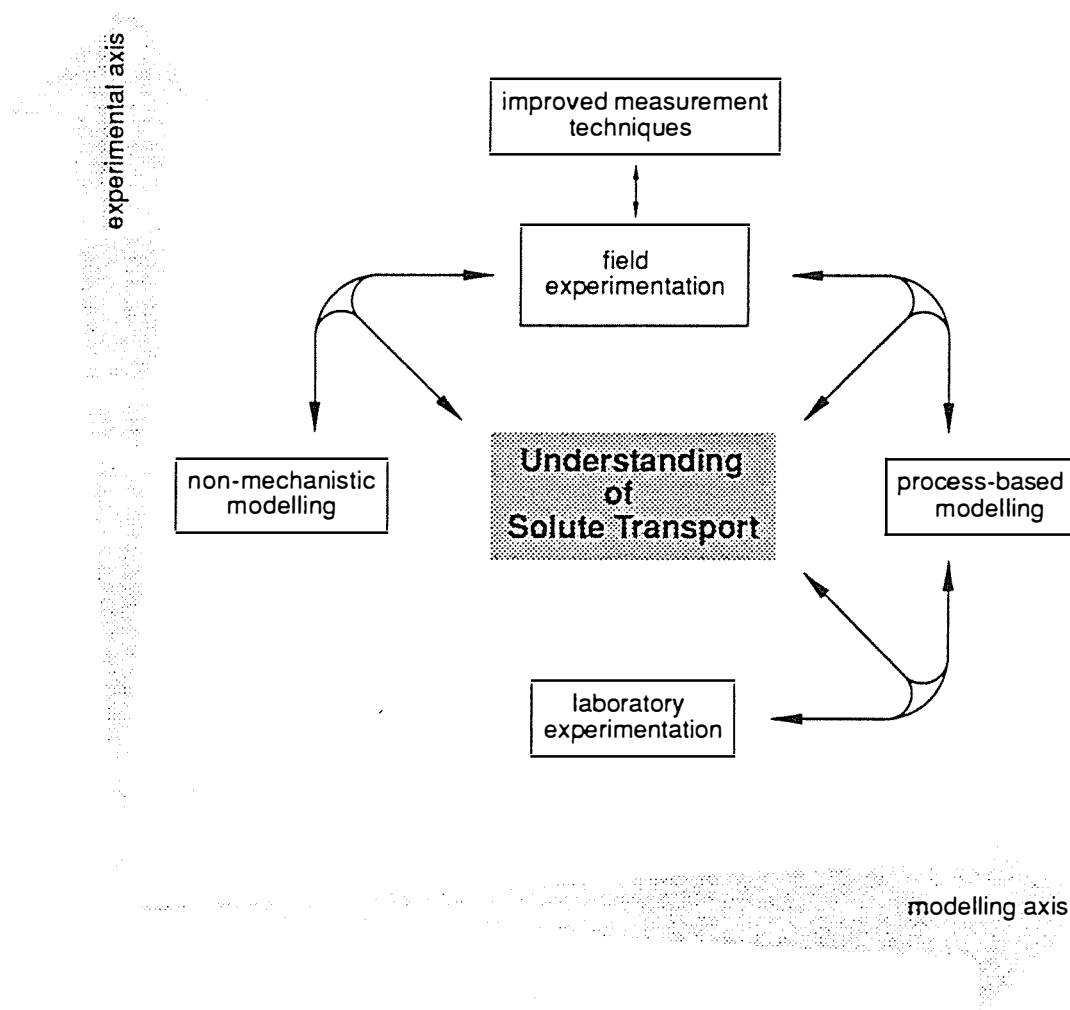 experimental axis
improved measurement
techniques
field
experimentation
non-mechanistic
modelling
Understanding
of
Solute Transport
process-based
modelling
laboratory
experimentation
modelling axis